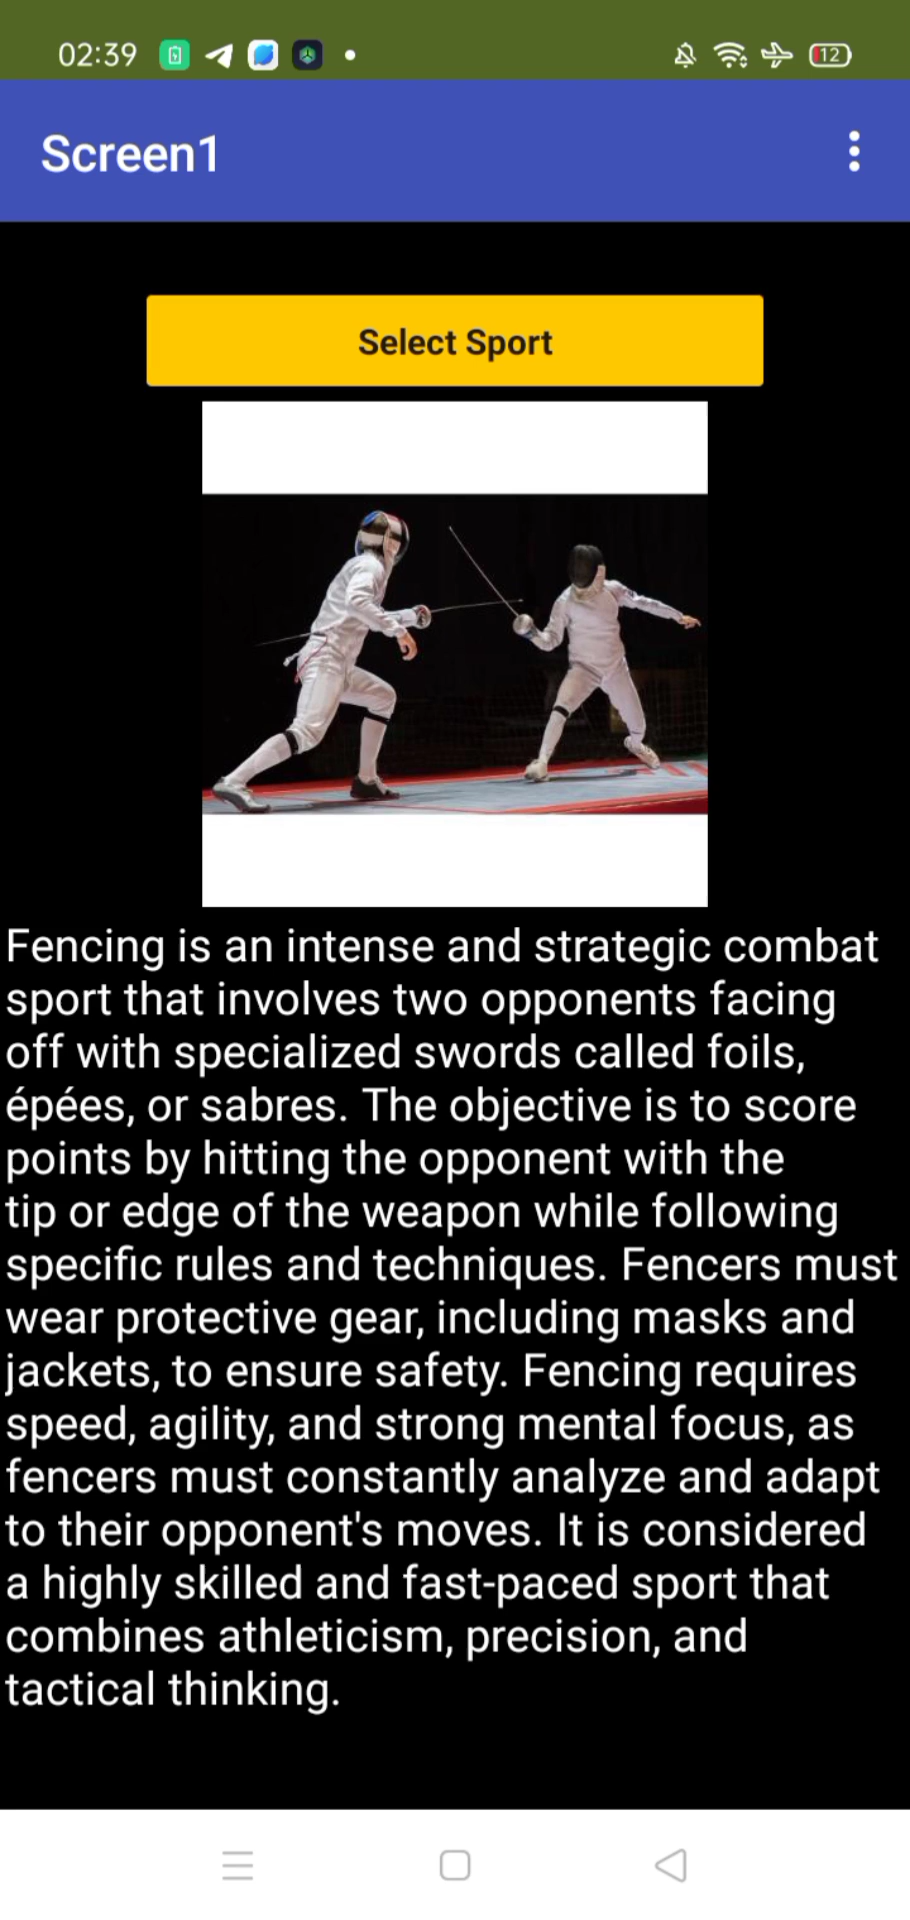 02:39
12
Screen1
Select Sport
Fencing is an intense and strategic combat
sport that involves two opponents facing
off with specialized swords called foils,
épées, or sabres. The objective is to score
points by hitting the opponent with the
tip or edge of the weapon while following
specific rules and techniques. Fencers must
wear protective gear, including masks and
jackets, to ensure safety. Fencing requires
speed, agility, and strong mental focus, as
fencers must constantly analyze and adapt
to their opponent's moves. It is considered
a highly skilled and fast-paced sport that
combines athleticism, precision, and
tactical thinking.